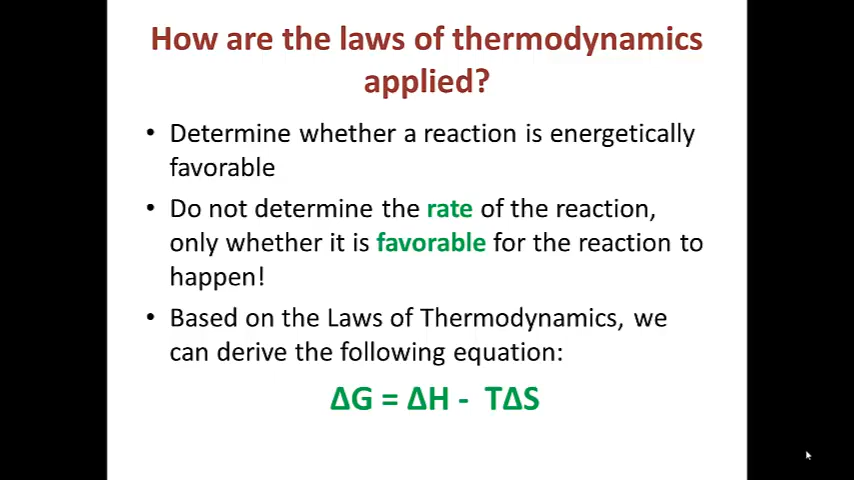 How are the laws of thermodynamics
applied?
• Determine whether a reaction is energetically
favorable
• Do not determine the rate of the reaction,
only whether it is favorable for the reaction to
happen!
• Based on the Laws of Thermodynamics, we
can derive the following equation:
ΔG = ΔH - TΔS